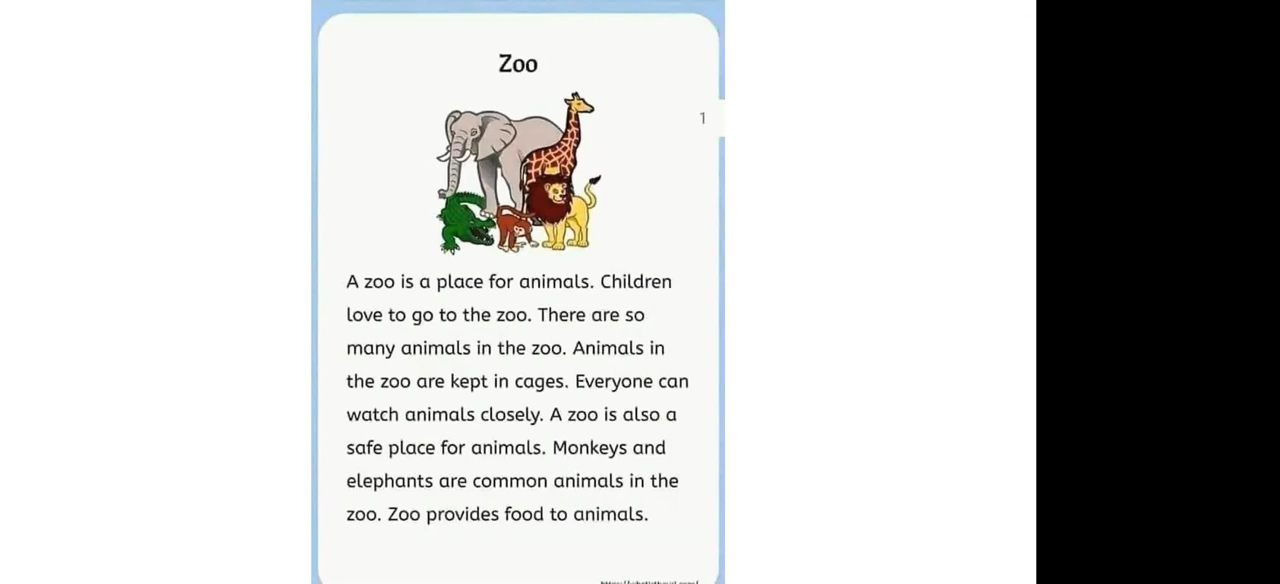 Zoo
1
A zoo is a place for animals. Children
love to go to the zoo. There are so
many animals in the zoo. Animals in
the zoo are kept in cages. Everyone can
watch animals closely. A zoo is also a
safe place for animals. Monkeys and
elephants are common animals in the
zoo. Zoo provides food to animals.